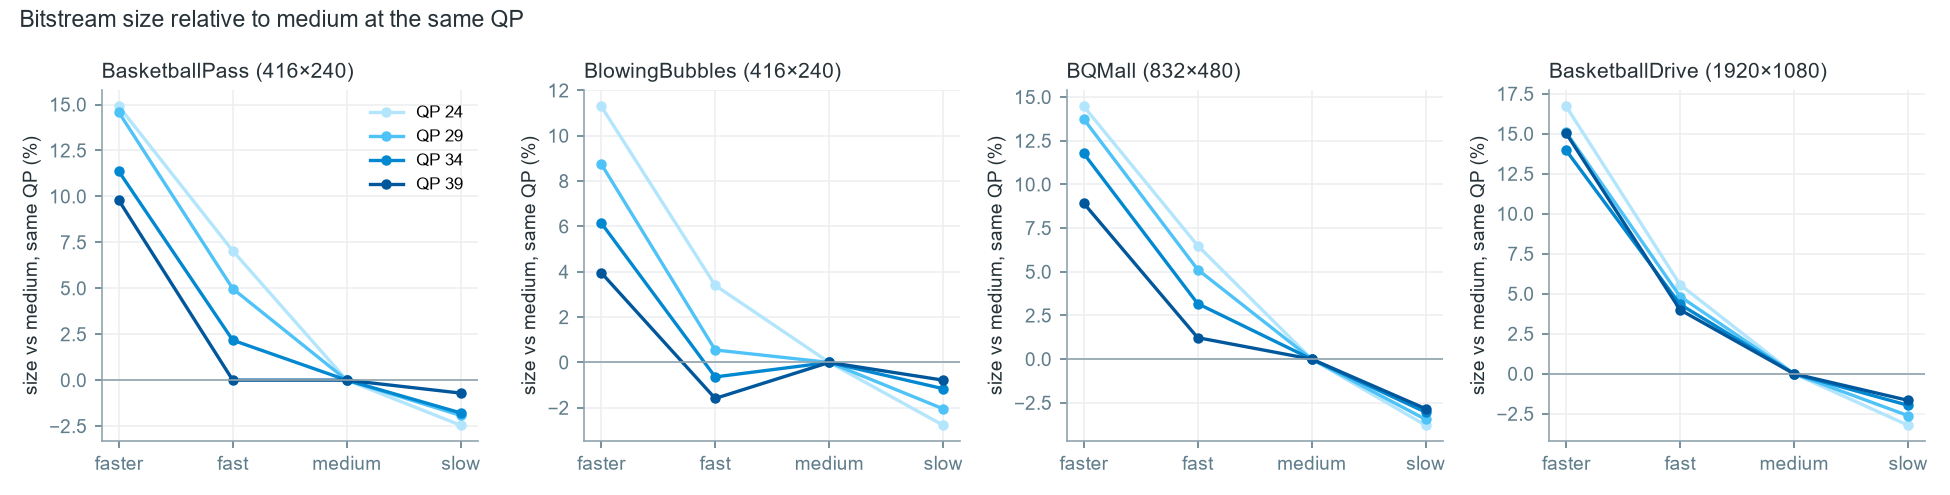 Bitstream size relative to medium at the same QP
BasketballPass (416×240)
size vs medium, same QP (%)
15.0
12.5
10.0
7.5
5.0
2.5
0.0
−2.5
faster fast medium slow
QP 24
QP 29
QP 34
QP 39
BlowingBubbles (416×240)
size vs medium, same QP (%)
12
10
8
6
4
2
0
−2
faster fast medium slow
BQMall (832×480)
size vs medium, same QP (%)
15.0
12.5
10.0
7.5
5.0
2.5
0.0
−2.5
faster fast medium slow
BasketballDrive (1920×1080)
size vs medium, same QP (%)
17.5
15.0
12.5
10.0
7.5
5.0
2.5
0.0
−2.5
faster fast medium slow